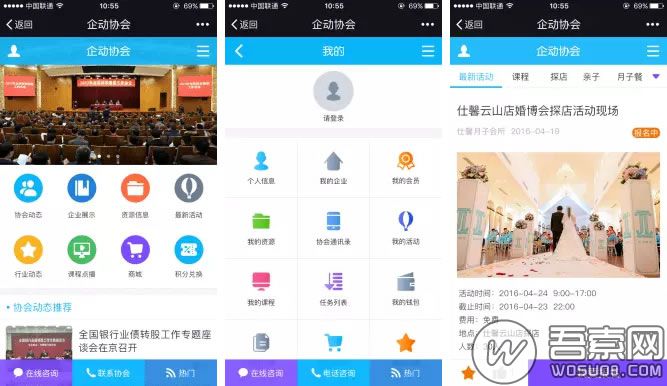 中国联通 10:55 69%
返回 企动协会
企动协会
协会动态 企业展示 资源信息 最新活动
行业动态 课程点播 商城 积分兑换
协会动态推荐
全国银行业债转股工作专题座
谈会在京召开
在线咨询 联系协会 热门
中国联通 10:55 69%
返回 企动协会
我的
请登录
个人信息 我的企业 我的会员
我的资源 协会通讯录 我的活动
我的课程 任务列表 我的钱包
在线咨询 电话咨询 热门
中国联通 10:55 69%
返回 企动协会
企动协会
最新活动 课程 探店 亲子 月子餐
仕馨云山店婚博会探店活动现场
仕馨月子会所 2016-04-19 报名中
活动时间：2016-04-24 9:00-17:00
截止时间：2016-04-23 22:00
费用：免费
地点：仕馨云山店探店
人数：
吾索网
WOSUO8.COM